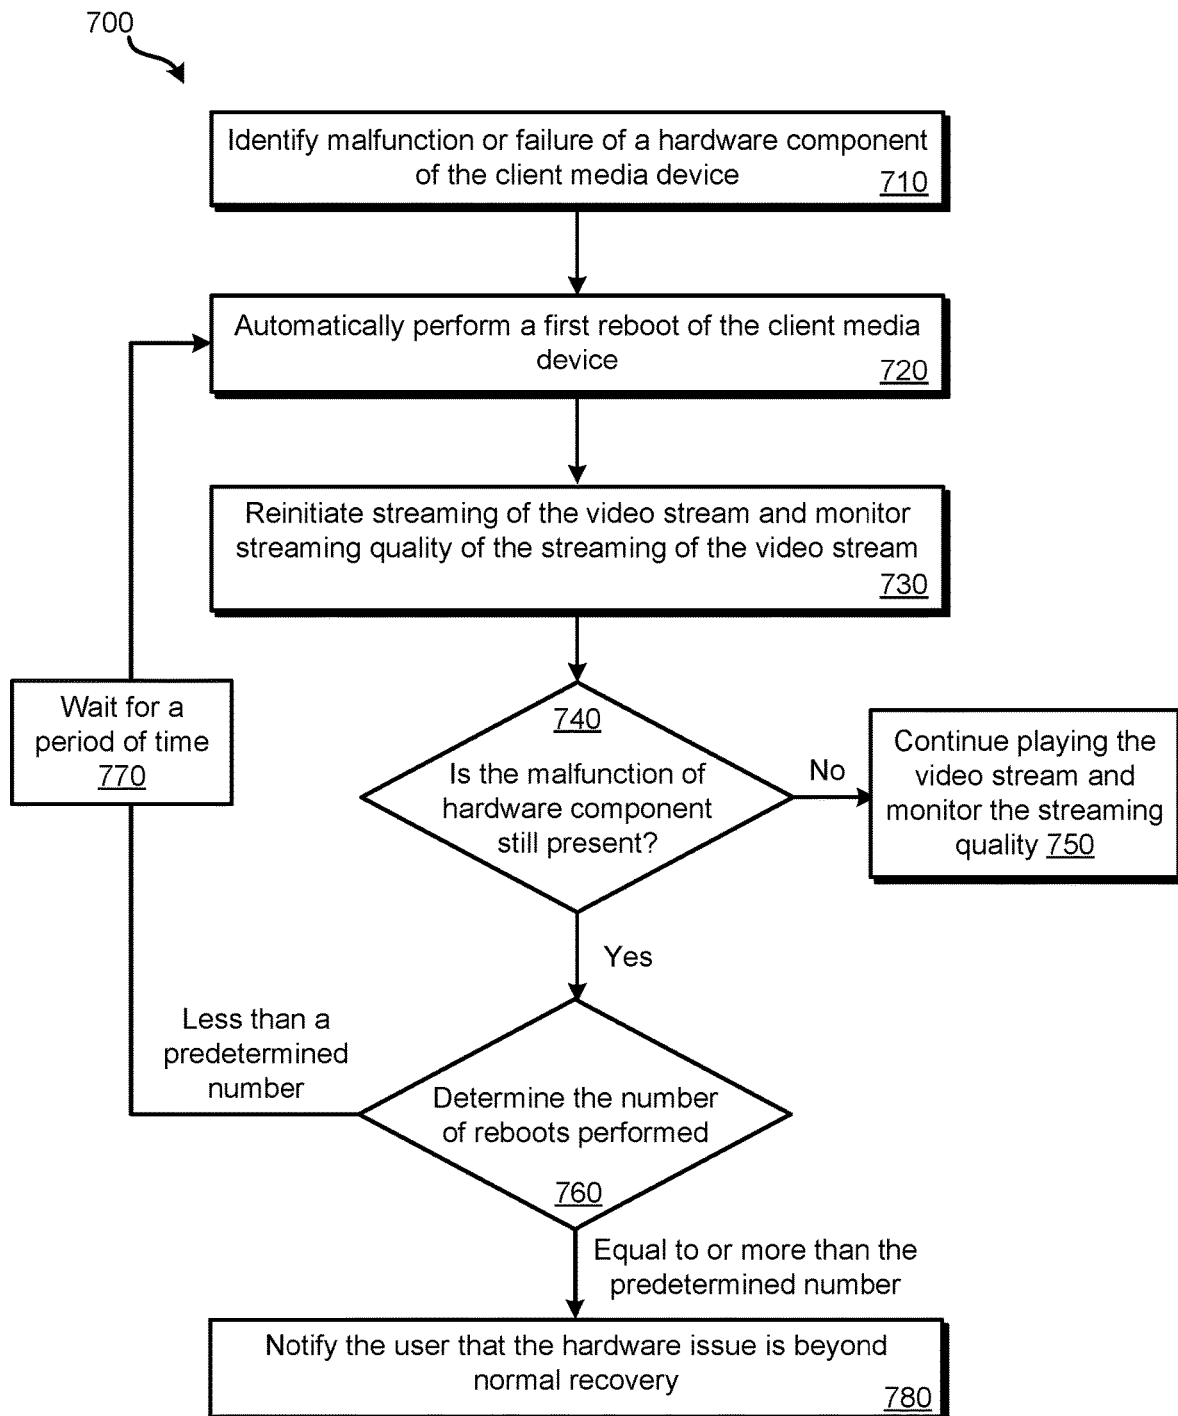 700
Identify malfunction or failure of a hardware component
of the client media device
710
Automatically perform a first reboot of the client media
device
720
Reinitiate streaming of the video stream and monitor
streaming quality of the streaming of the video stream
730
Wait for a
period of time
770
740
Is the malfunction of
hardware component
still present?
No
Continue playing the
video stream and
monitor the streaming
quality 750
Yes
Less than a
predetermined
number
Determine the number
of reboots performed
760
Equal to or more than the
predetermined number
Notify the user that the hardware issue is beyond
normal recovery
780